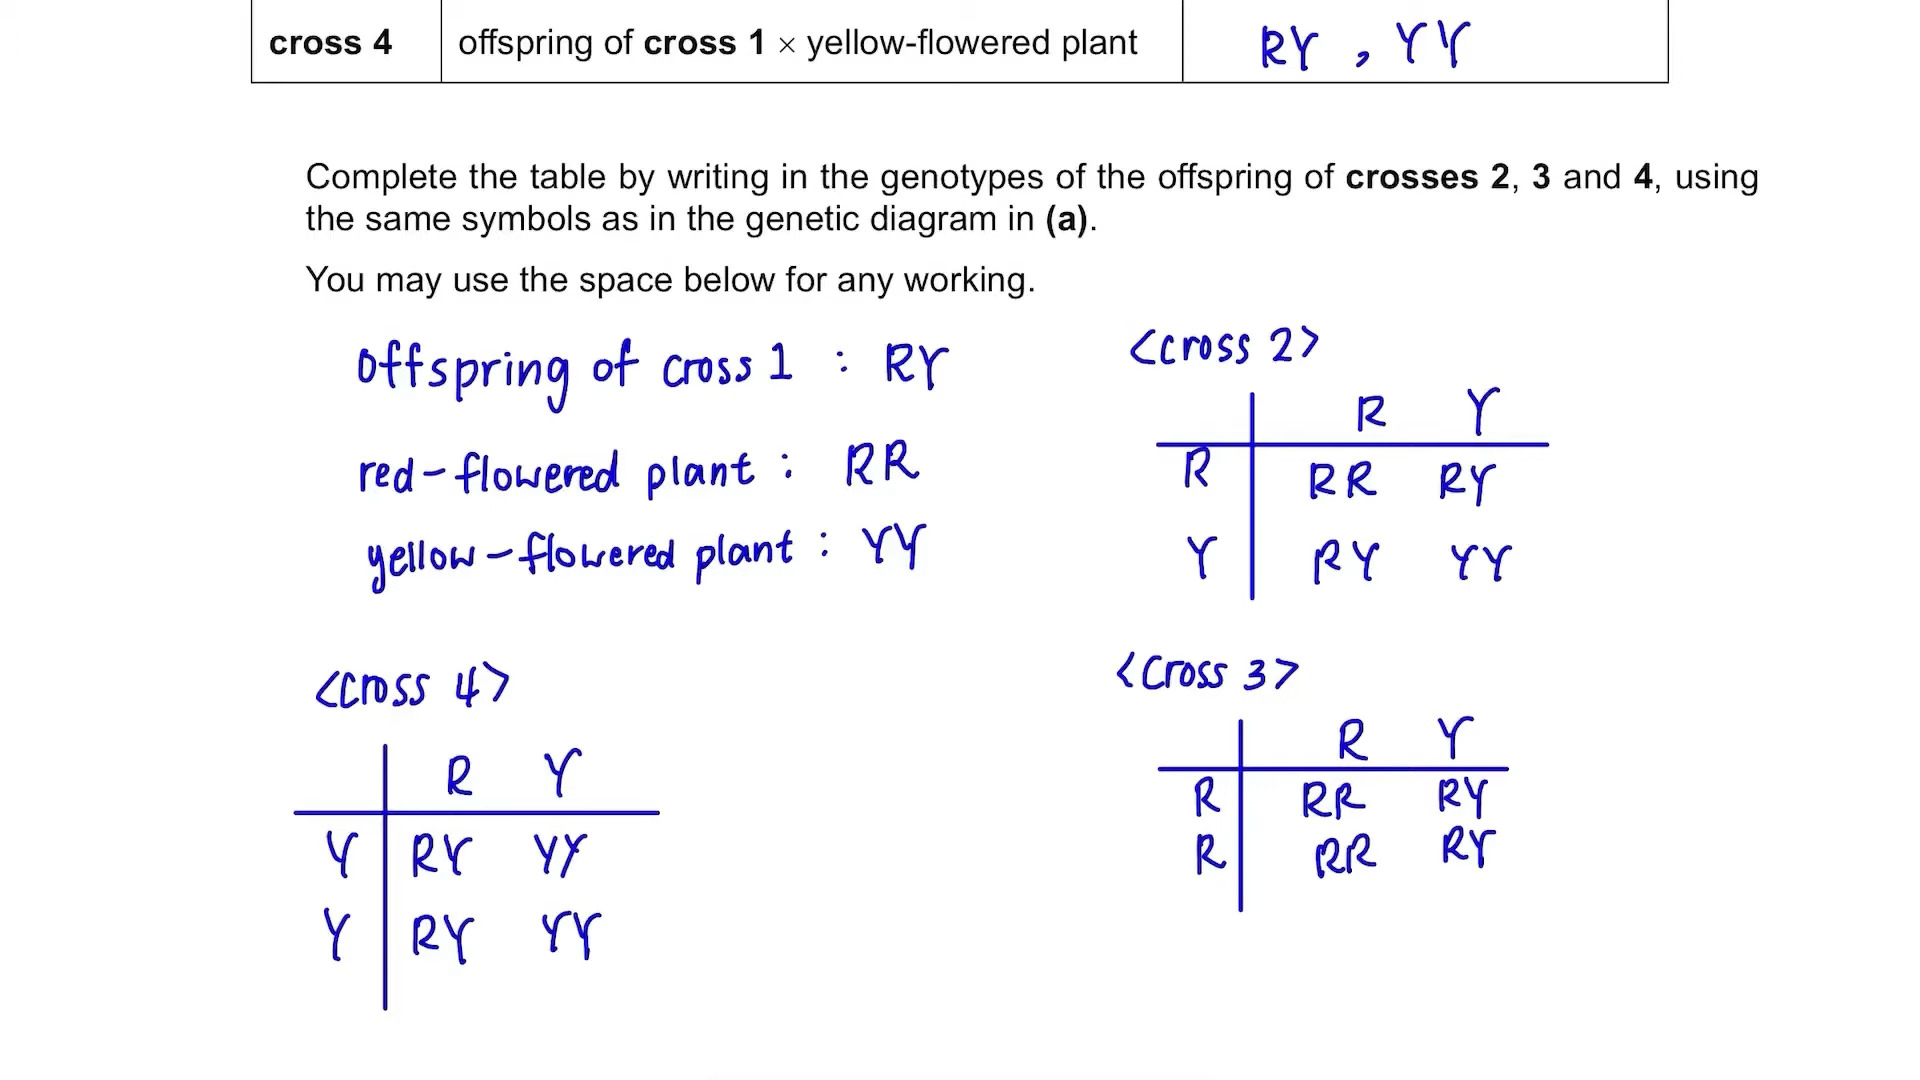 cross 4 offspring of cross 1 × yellow-flowered plant RY , YY
Complete the table by writing in the genotypes of the offspring of crosses 2, 3 and 4, using
the same symbols as in the genetic diagram in (a).
You may use the space below for any working.
offspring of cross 1 : RY
red-flowered plant : RR
yellow-flowered plant : YY
<cross 2>
R Y
R RR RY
Y RY YY
<cross 4>
R Y
Y RY YY
Y RY YY
<cross 3>
R Y
R RR RY
R RR RY